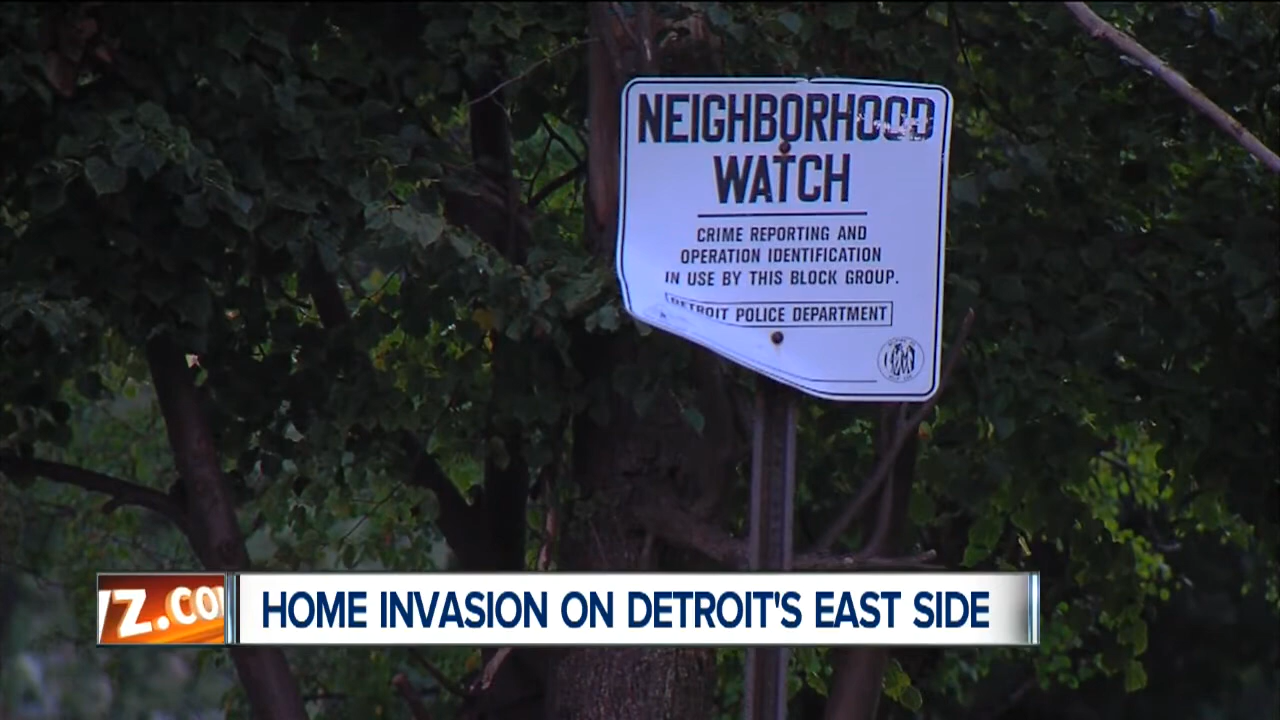 NEIGHBORHOOD
WATCH
CRIME REPORTING AND
OPERATION IDENTIFICATION
IN USE BY THIS BLOCK GROUP.
DETROIT POLICE DEPARTMENT
Z.CO
HOME INVASION ON DETROIT'S EAST SIDE